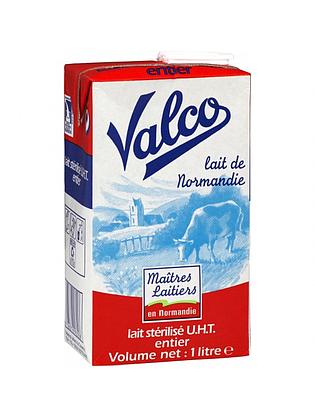 entier
Valco
lait de
Normandie
lait stérilisé U.H.T.
entier
Maîtres
Laitiers
en Normandie
lait stérilisé U.H.T.
entier
Volume net : 1 litre ℮